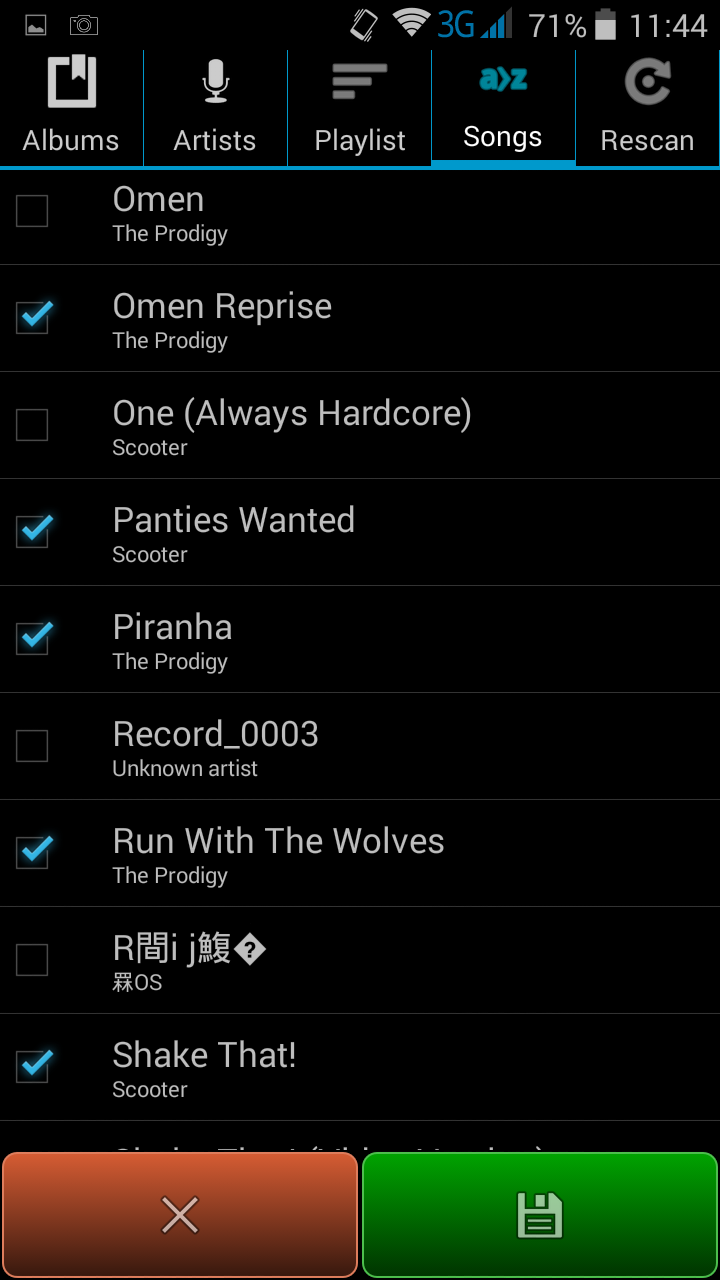 3G 71% 11:44
Albums Artists Playlist a>z Songs Rescan
Omen
The Prodigy
Omen Reprise
The Prodigy
One (Always Hardcore)
Scooter
Panties Wanted
Scooter
Piranha
The Prodigy
Record_0003
Unknown artist
Run With The Wolves
The Prodigy
R間i j鰒�
槑OS
Shake That!
Scooter